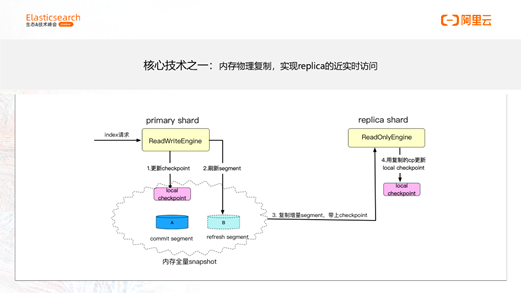 Elasticsearch
生态&技术峰会
阿里云
核心技术之一：内存物理复制，实现replica的近实时访问
primary shard
replica shard
index请求
ReadWriteEngine
ReadOnlyEngine
1.更新checkpoint
2.刷新segment
4.用复制的cp更新
local checkpoint
local
checkpoint
local
checkpoint
A
B
3. 复制增量segment，带上checkpoint
commit segment
refresh segment
内存全量snapshot